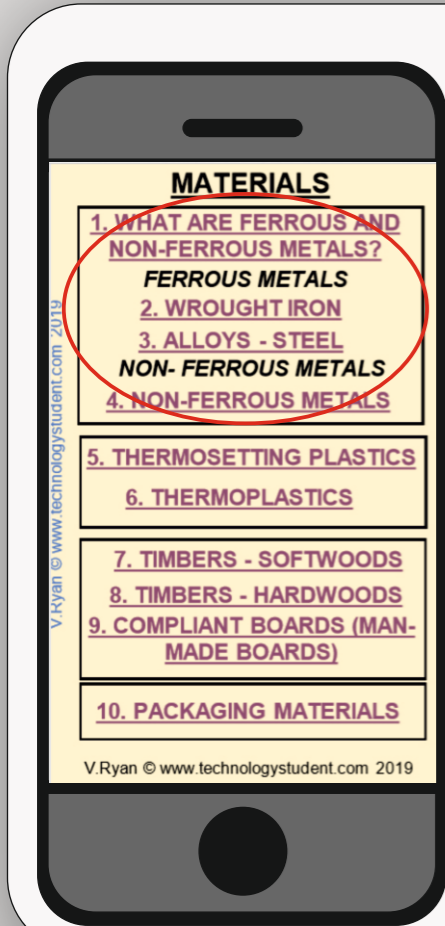 MATERIALS
1. WHAT ARE FERROUS AND
NON-FERROUS METALS?
FERROUS METALS
2. WROUGHT IRON
3. ALLOYS - STEEL
NON- FERROUS METALS
4. NON-FERROUS METALS
5. THERMOSETTING PLASTICS
6. THERMOPLASTICS
7. TIMBERS - SOFTWOODS
8. TIMBERS - HARDWOODS
9. COMPLIANT BOARDS (MAN-
MADE BOARDS)
10. PACKAGING MATERIALS
V.Ryan © www.technologystudent.com 2019
V.Ryan © www.technologystudent.com 2019